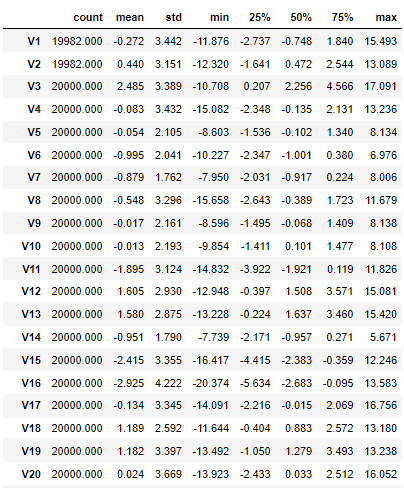 count mean std min 25% 50% 75% max
V1 19982.000 -0.272 3.442 -11.876 -2.737 -0.748 1.840 15.493
V2 19982.000 0.440 3.151 -12.320 -1.641 0.472 2.544 13.089
V3 20000.000 2.485 3.389 -10.708 0.207 2.256 4.566 17.091
V4 20000.000 -0.083 3.432 -15.082 -2.348 -0.135 2.131 13.236
V5 20000.000 -0.054 2.105 -8.603 -1.536 -0.102 1.340 8.134
V6 20000.000 -0.995 2.041 -10.227 -2.347 -1.001 0.380 6.976
V7 20000.000 -0.879 1.762 -7.950 -2.031 -0.917 0.224 8.006
V8 20000.000 -0.548 3.296 -15.658 -2.643 -0.389 1.723 11.679
V9 20000.000 -0.017 2.161 -8.596 -1.495 -0.068 1.409 8.138
V10 20000.000 -0.013 2.193 -9.854 -1.411 0.101 1.477 8.108
V11 20000.000 -1.895 3.124 -14.832 -3.922 -1.921 0.119 11.826
V12 20000.000 1.605 2.930 -12.948 -0.397 1.508 3.571 15.081
V13 20000.000 1.580 2.875 -13.228 -0.224 1.637 3.460 15.420
V14 20000.000 -0.951 1.790 -7.739 -2.171 -0.957 0.271 5.671
V15 20000.000 -2.415 3.355 -16.417 -4.415 -2.383 -0.359 12.246
V16 20000.000 -2.925 4.222 -20.374 -5.634 -2.683 -0.095 13.583
V17 20000.000 -0.134 3.345 -14.091 -2.216 -0.015 2.069 16.756
V18 20000.000 1.189 2.592 -11.644 -0.404 0.883 2.572 13.180
V19 20000.000 1.182 3.397 -13.492 -1.050 1.279 3.493 13.238
V20 20000.000 0.024 3.669 -13.923 -2.433 0.033 2.512 16.052